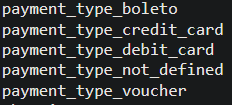 payment_type_boleto
payment_type_credit_card
payment_type_debit_card
payment_type_not_defined
payment_type_voucher